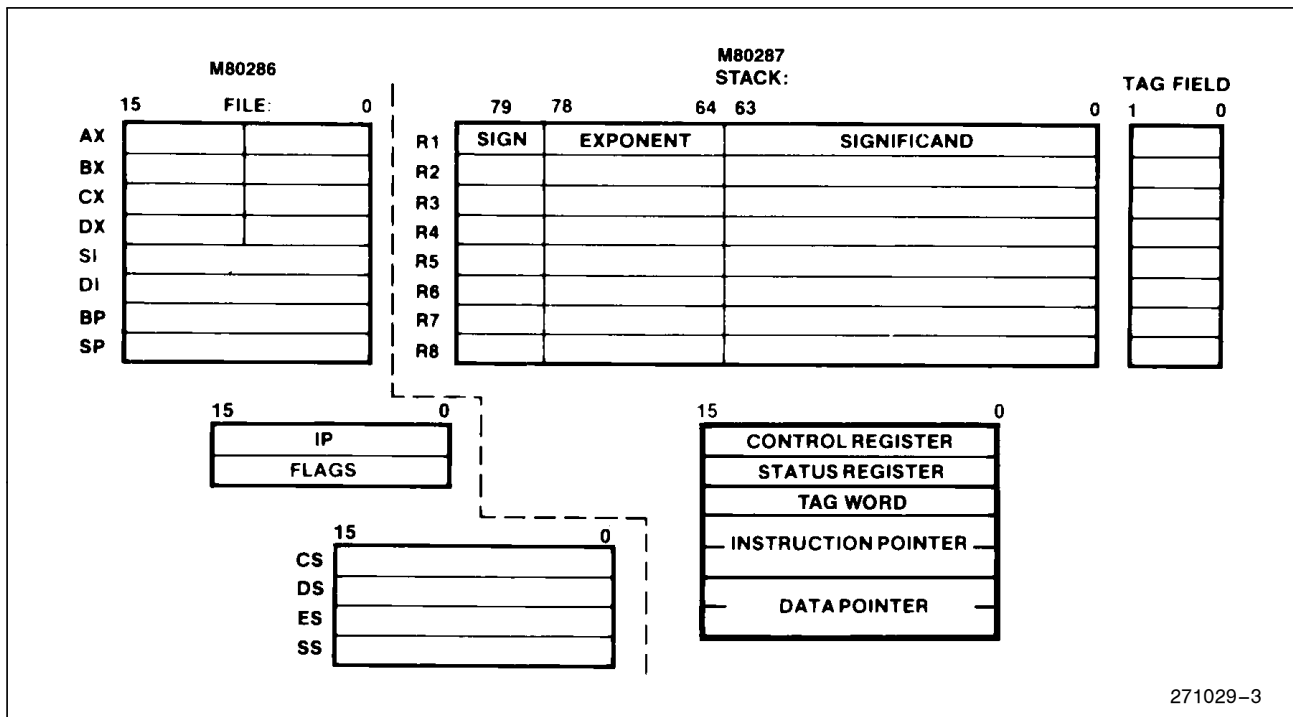 M80286
FILE:
15 0
AX
BX
CX
DX
SI
DI
BP
SP
M80287
STACK:
79 78 64 63 0
R1 SIGN EXPONENT SIGNIFICAND
R2
R3
R4
R5
R6
R7
R8
TAG FIELD
1 0
15 0
IP
FLAGS
15 0
CS
DS
ES
SS
15 0
CONTROL REGISTER
STATUS REGISTER
TAG WORD
INSTRUCTION POINTER
DATA POINTER
271029–3